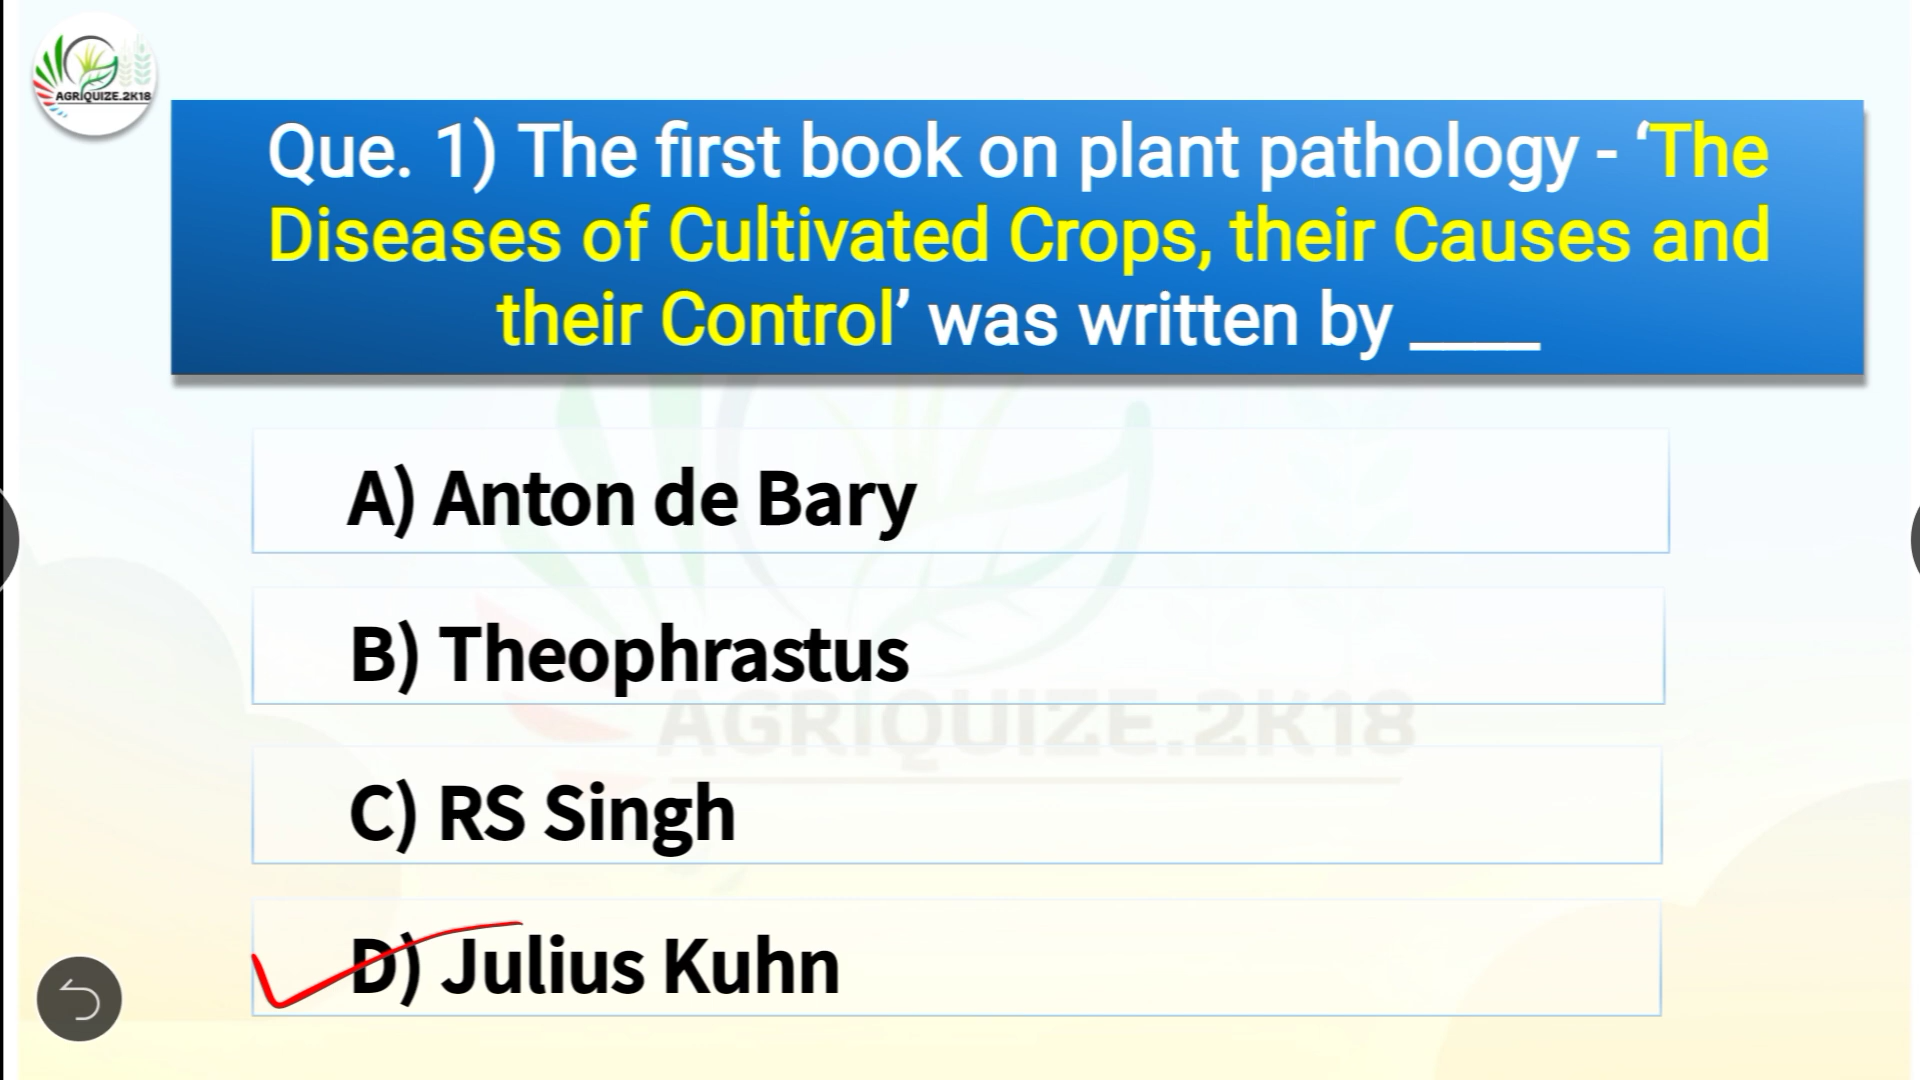 AGRIQUIZE.2K18
Que. 1) The first book on plant pathology - ‘The
Diseases of Cultivated Crops, their Causes and
their Control’ was written by ____
A) Anton de Bary
B) Theophrastus
AGRIQUIZE.2K18
C) RS Singh
D) Julius Kuhn